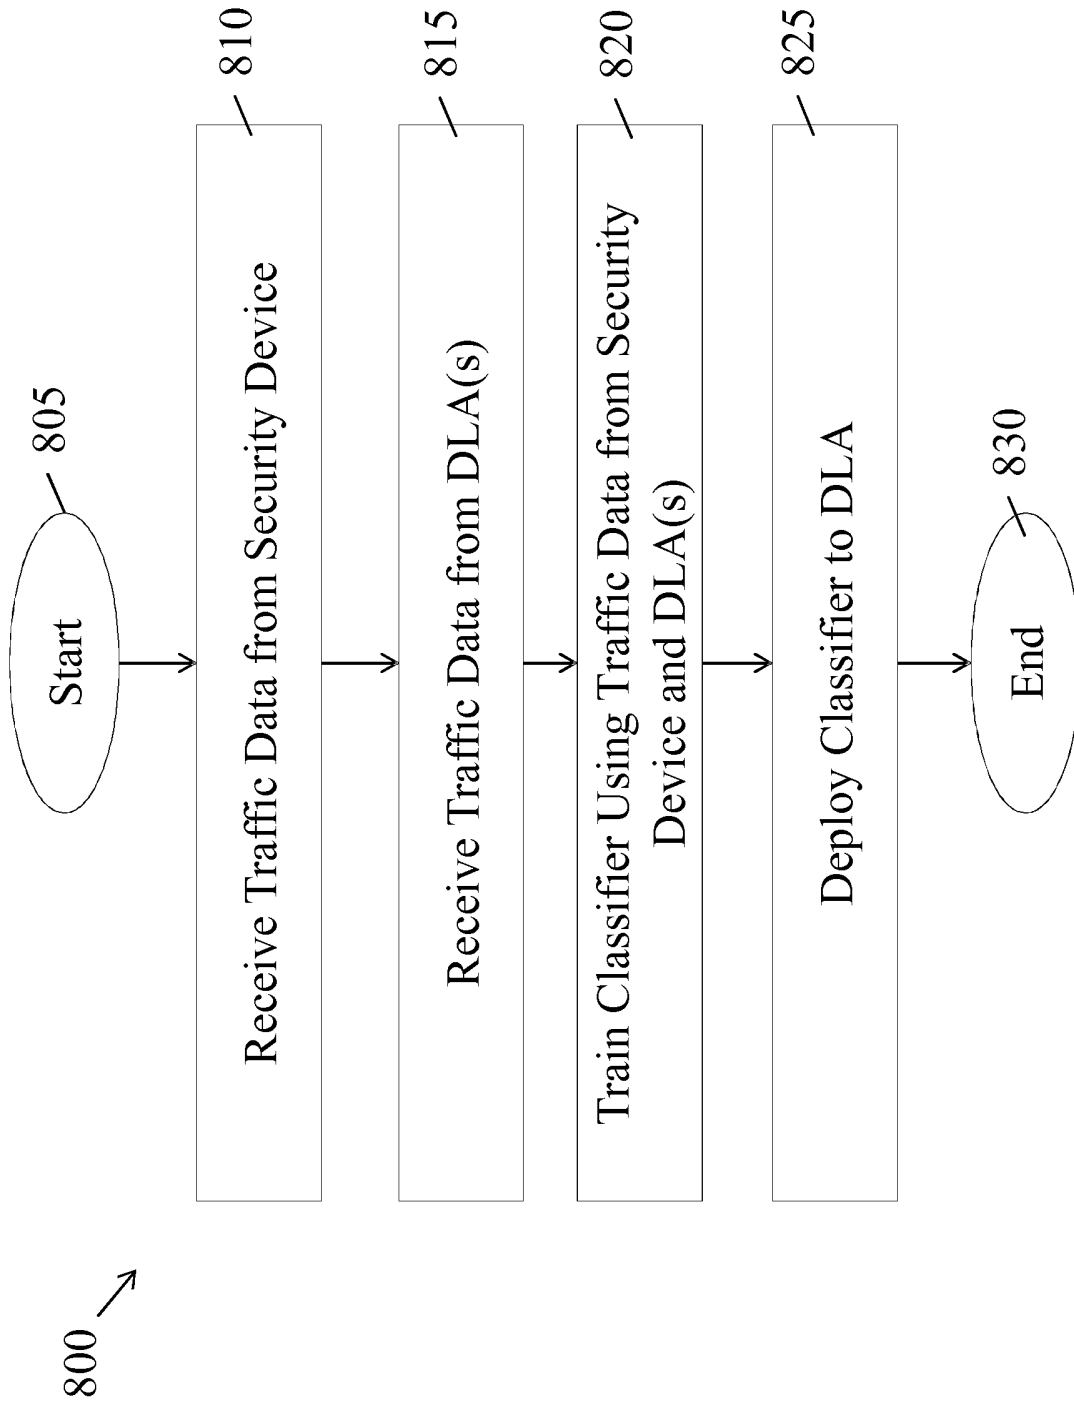 800
Start
805
Receive Traffic Data from Security Device
810
Receive Traffic Data from DLA(s)
815
Train Classifier Using Traffic Data from Security
Device and DLA(s)
820
Deploy Classifier to DLA
825
End
830